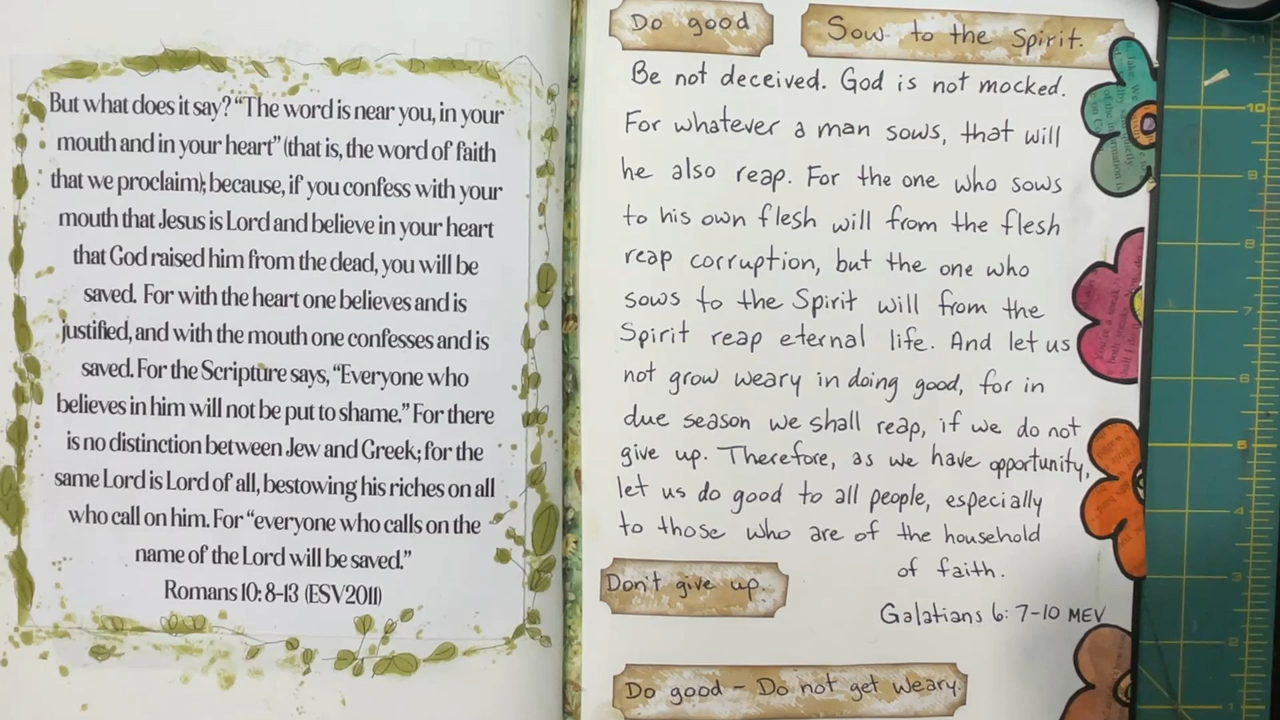 But what does it say? “The word is near you, in your
mouth and in your heart” (that is, the word of faith
that we proclaim); because, if you confess with your
mouth that Jesus is Lord and believe in your heart
that God raised him from the dead, you will be
saved. For with the heart one believes and is
justified, and with the mouth one confesses and is
saved. For the Scripture says, “Everyone who
believes in him will not be put to shame.” For there
is no distinction between Jew and Greek; for the
same Lord is Lord of all, bestowing his riches on all
who call on him. For “everyone who calls on the
name of the Lord will be saved.”
Romans 10: 8-13 (ESV2011)
Do good
Sow to the Spirit.
Be not deceived. God is not mocked.
For whatever a man sows, that will
he also reap. For the one who sows
to his own flesh will from the flesh
reap corruption, but the one who
sows to the Spirit will from the
Spirit reap eternal life. And let us
not grow weary in doing good, for in
due season we shall reap, if we do not
give up. Therefore, as we have opportunity,
let us do good to all people, especially
to those who are of the household
of faith.
Galatians 6: 7-10 MEV
Don't give up.
Do good - Do not get weary.
10
9
8
7
6
5
4
3
2
1